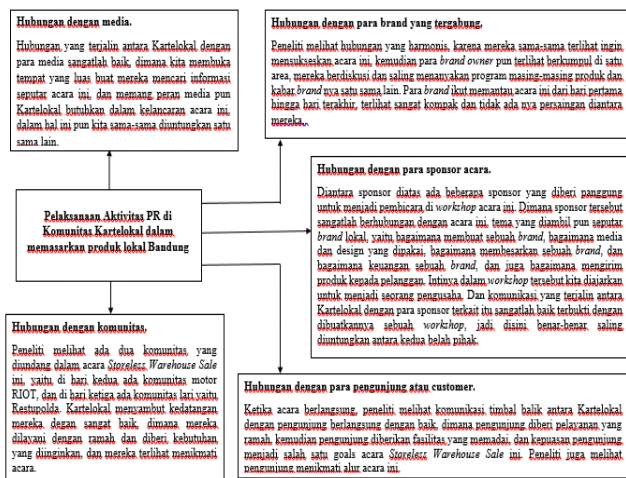 Hubungan dengan media.
Hubungan yang terjalin antara Kartelokal dengan
para media sangatlah baik, dimana kita membuka
tempat yang luas buat mereka mencari informasi
seputar acara ini, dan memang peran media pun
Kartelokal butuhkan dalam kelancaran acara ini,
dalam hal ini pun kita sama-sama diuntungkan satu
sama lain.
Hubungan dengan para brand yang tergabung.
Peneliti melihat hubungan yang harmonis, karena mereka sama-sama terlihat ingin
mensukseskan acara ini, kemudian para brand owner pun terlihat berkumpul di satu
area, mereka berdiskusi dan saling menanyakan program masing-masing produk dan
kabar brand nya satu sama lain. Para brand ikut memantau acara ini dari hari pertama
hingga hari terakhir, terlihat sangat kompak dan tidak ada nya persaingan diantara
mereka.
Pelaksanaan Aktivitas PR di
Komunitas Kartelokal dalam
memasarkan produk lokal Bandung
Hubungan dengan para sponsor acara.
Diantara sponsor diatas ada beberapa sponsor yang diberi panggung
untuk menjadi pembicara di workshop acara ini. Dimana sponsor tersebut
sangatlah berhubungan dengan acara ini, tema yang diambil pun seputar
brand lokal, yaitu bagaimana membuat sebuah brand, bagaimana media
dan design yang dipakai, bagaimana membesarkan sebuah brand, dan
bagaimana keuangan sebuah brand, dan juga bagaimana mengirim
produk kepada pelanggan. Intinya dalam workshop tersebut kita diajarkan
untuk menjadi seorang pengusaha. Dan komunikasi yang terjalin antara
Kartelokal dengan para sponsor terkait itu sangatlah baik terbukti dengan
dibuatkannya sebuah workshop, jadi disini benar-benar saling
diuntungkan antara kedua belah pihak.
Hubungan dengan komunitas.
Peneliti melihat ada dua komunitas yang
diundang dalam acara Storeless Warehouse Sale
ini, yaitu di hari kedua ada komunitas motor
RIOT, dan di hari ketiga ada komunitas lari yaitu
Restupolda. Kartelokal menyambut kedatangan
mereka degan sangat baik, dimana mereka
dilayani dengan ramah dan diberi kebutuhan
yang diinginkan, dan mereka terlihat menikmati
acara.
Hubungan dengan para pengunjung atau customer.
Ketika acara berlangsung, peneliti melihat komunikasi timbal balik antara Kartelokal
dengan pengunjung berlangsung dengan baik, dimana pengunjung diberi pelayanan yang
ramah, kemudian pengunjung diberikan fasilitas yang memadai, dan kepuasan pengunjung
menjadi salah satu goals acara Storeless Warehouse Sale ini. Peneliti juga melihat
pengunjung menikmati alur acara ini.